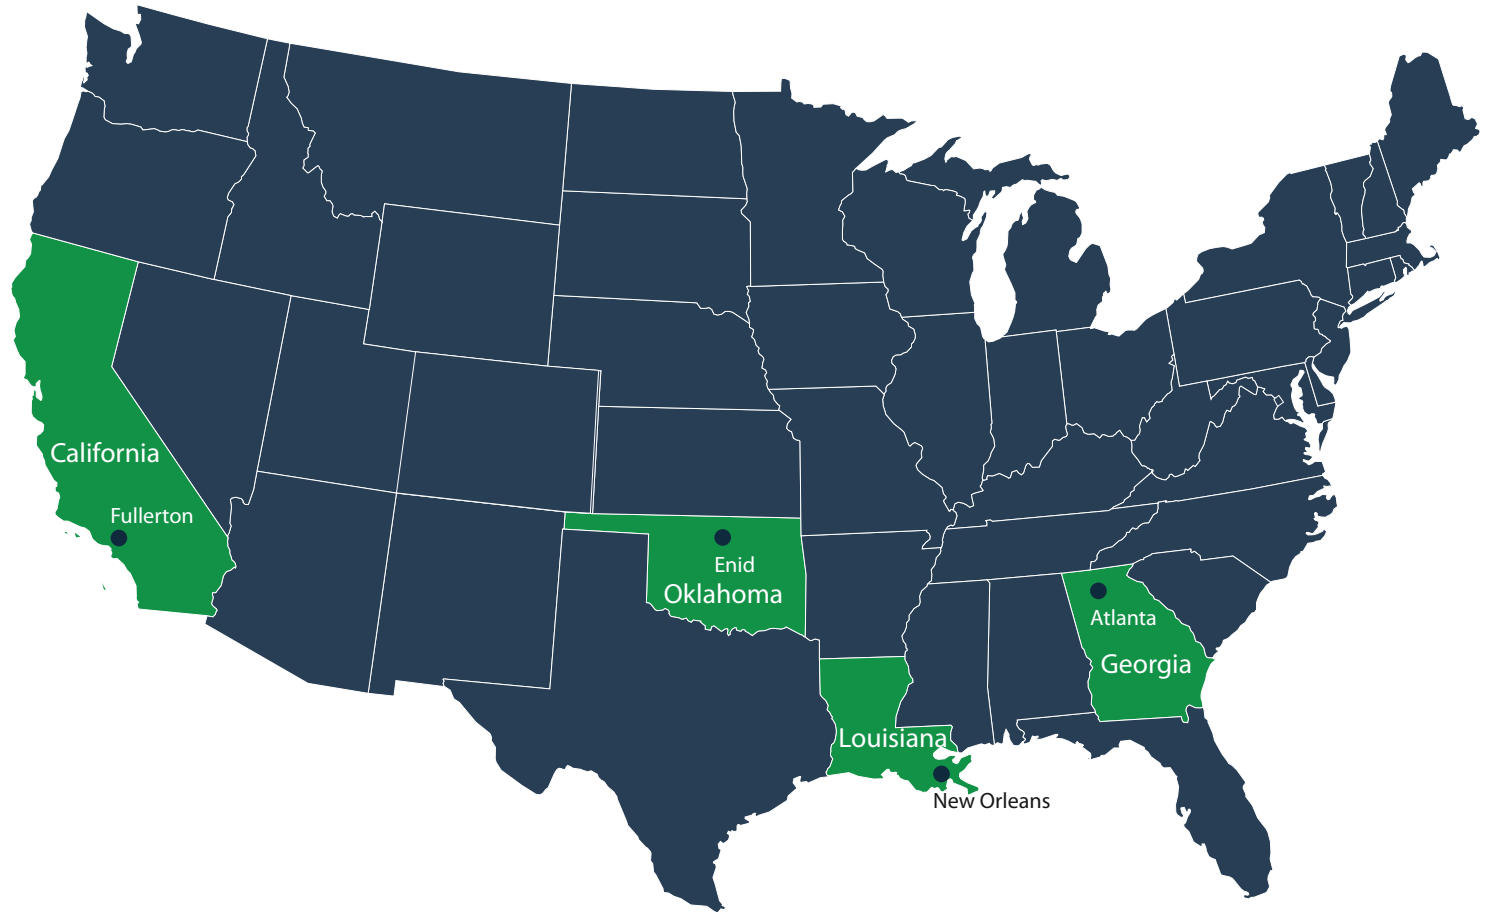 California
Fullerton
Enid
Oklahoma
Atlanta
Georgia
Louisiana
New Orleans